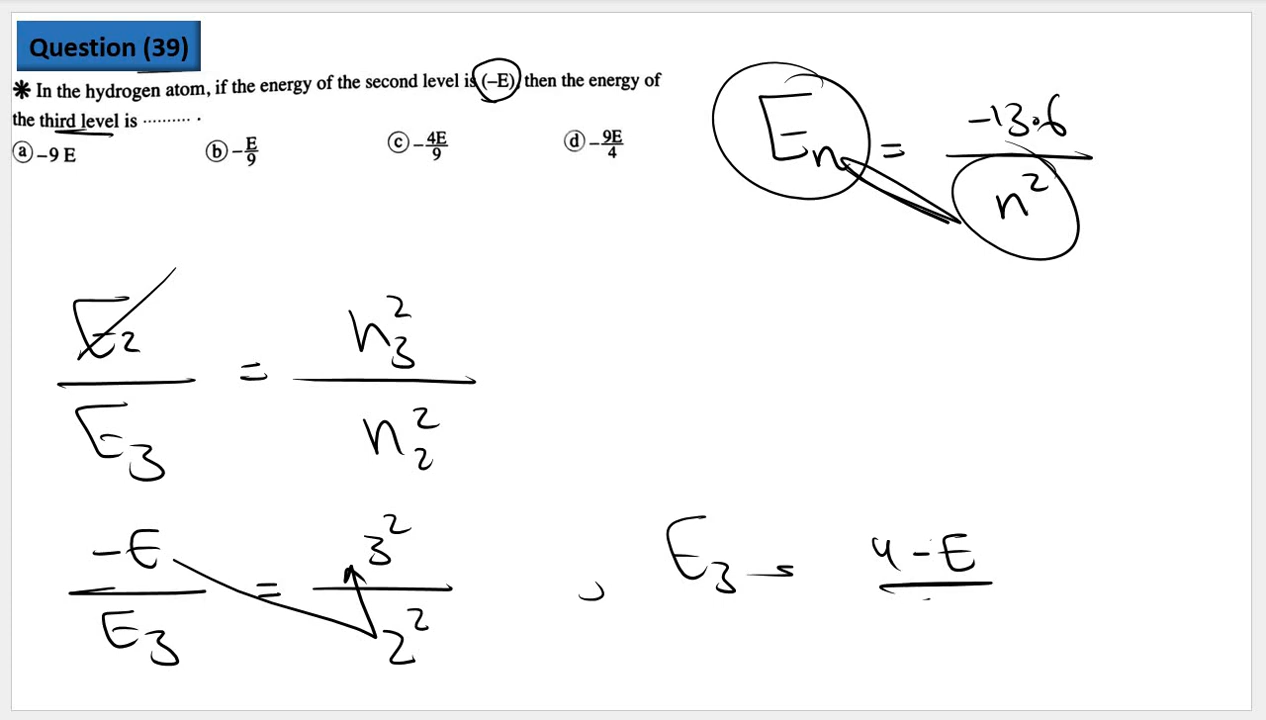 Question (39)
✱ In the hydrogen atom, if the energy of the second level is (–E) then the energy of
the third level is .......... .
ⓐ –9 E ⓑ –E/9 ⓒ –4E/9 ⓓ –9E/4
Eₙ = -13.6/n²
E₂/E₃ = n₃²/n₂²
-E/E₃ = 3²/2² , E₃ = 4-E